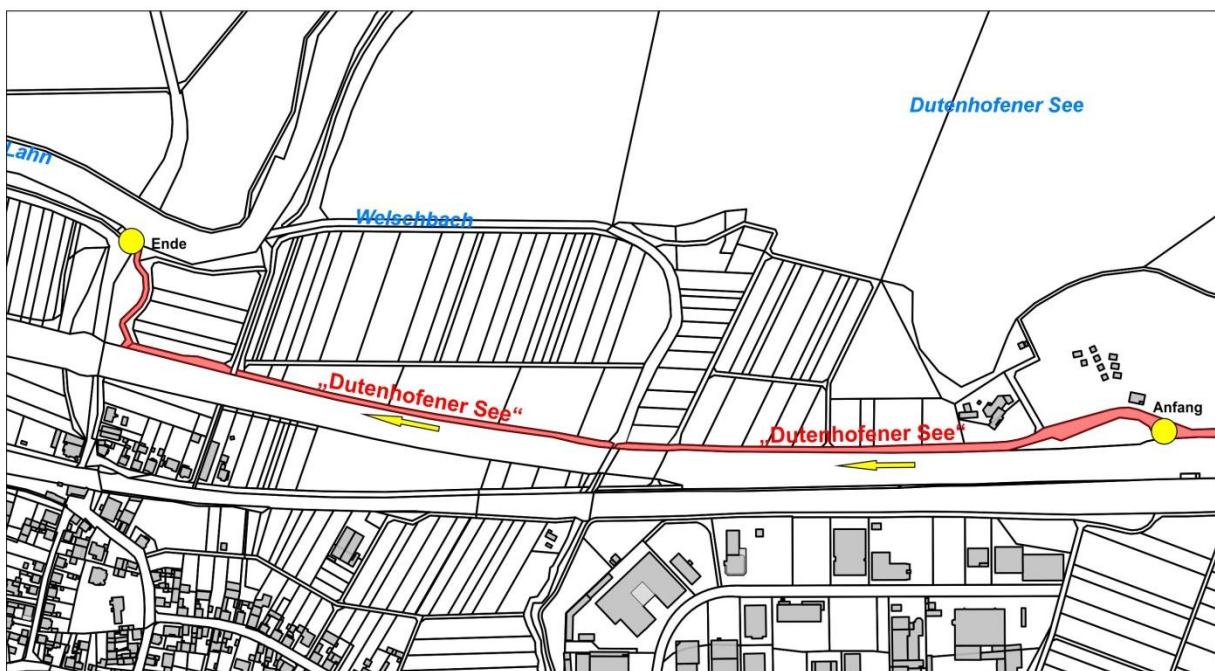 Dutenhofener See
Lahn
Welschbach
Ende
„Dutenhofener See“
Anfang
„Dutenhofener See“